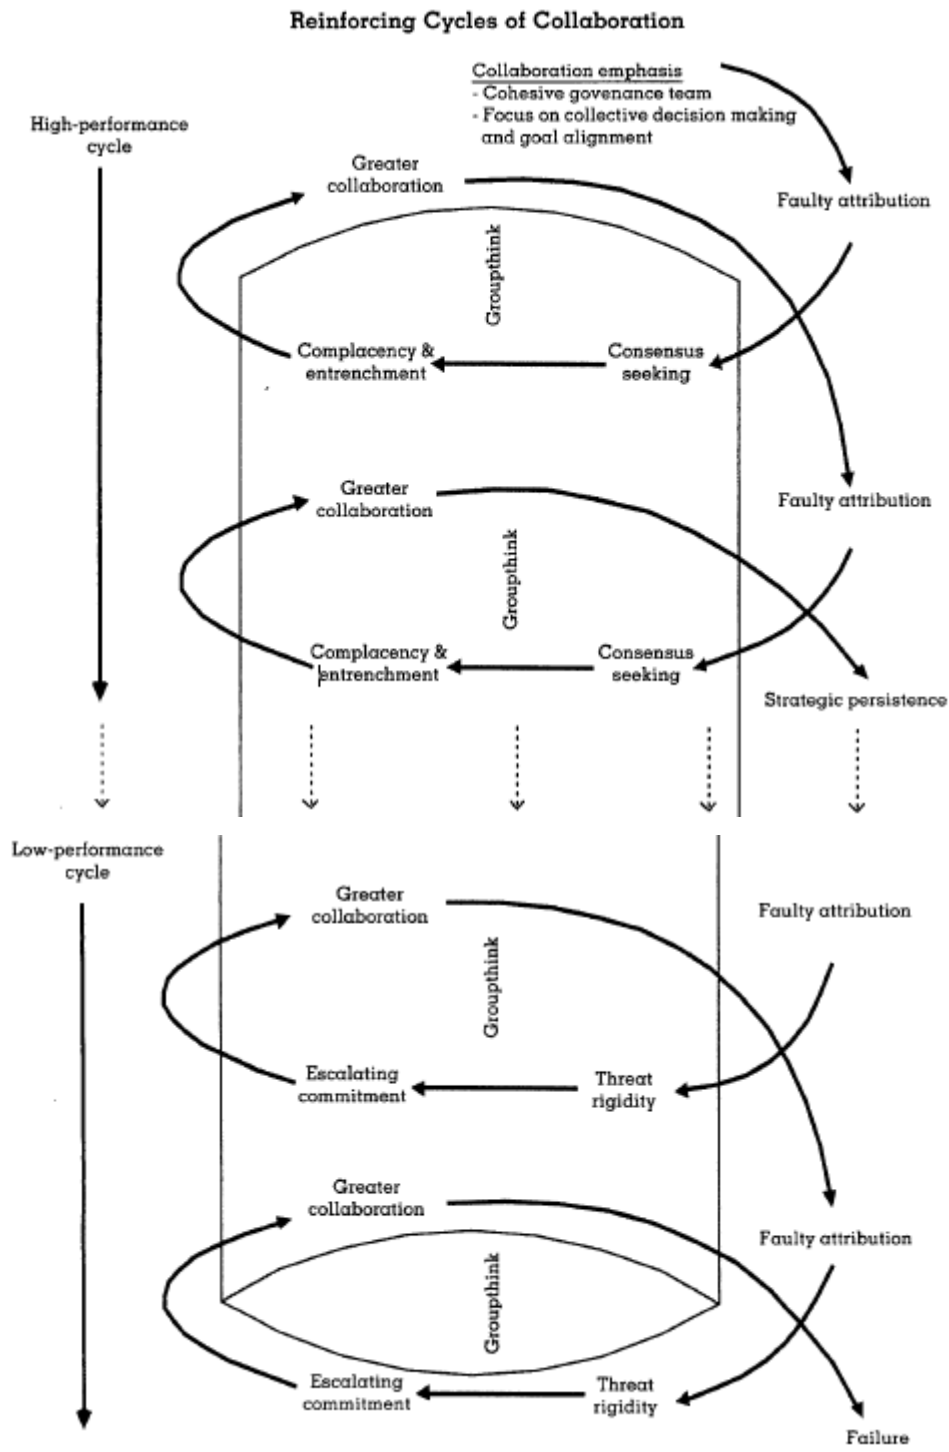 Reinforcing Cycles of Collaboration
Collaboration emphasis
- Cohesive govenance team
- Focus on collective decision making
and goal alignment
High-performance
cycle
Greater
collaboration
Faulty attribution
Groupthink
Complacency &
entrenchment
Consensus
seeking
Greater
collaboration
Faulty attribution
Groupthink
Complacency &
entrenchment
Consensus
seeking
Strategic persistence
Low-performance
cycle
Greater
collaboration
Faulty attribution
Groupthink
Escalating
commitment
Threat
rigidity
Greater
collaboration
Faulty attribution
Groupthink
Escalating
commitment
Threat
rigidity
Failure